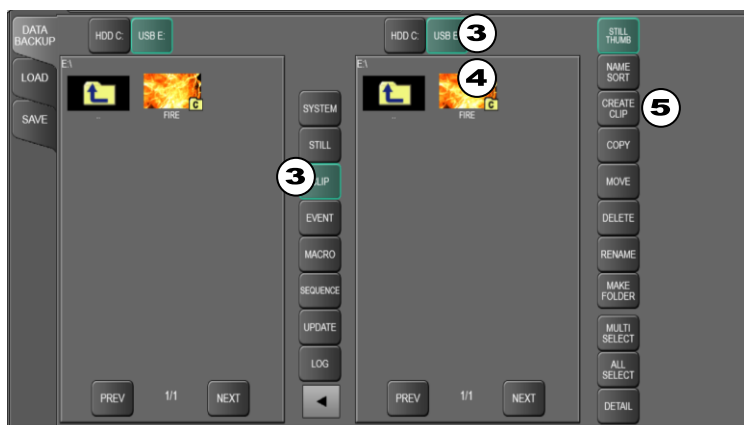 DATA
BACKUP
LOAD
SAVE
HDD C:
USB E:
E:\
..
C
FIRE
PREV
1/1
NEXT
SYSTEM
STILL
3
CLIP
EVENT
MACRO
SEQUENCE
UPDATE
LOG
HDD C:
USB E
3
E:\
..
4
C
FIRE
PREV
1/1
NEXT
STILL
THUMB
NAME
SORT
CREATE
CLIP
5
COPY
MOVE
DELETE
RENAME
MAKE
FOLDER
MULTI
SELECT
ALL
SELECT
DETAIL